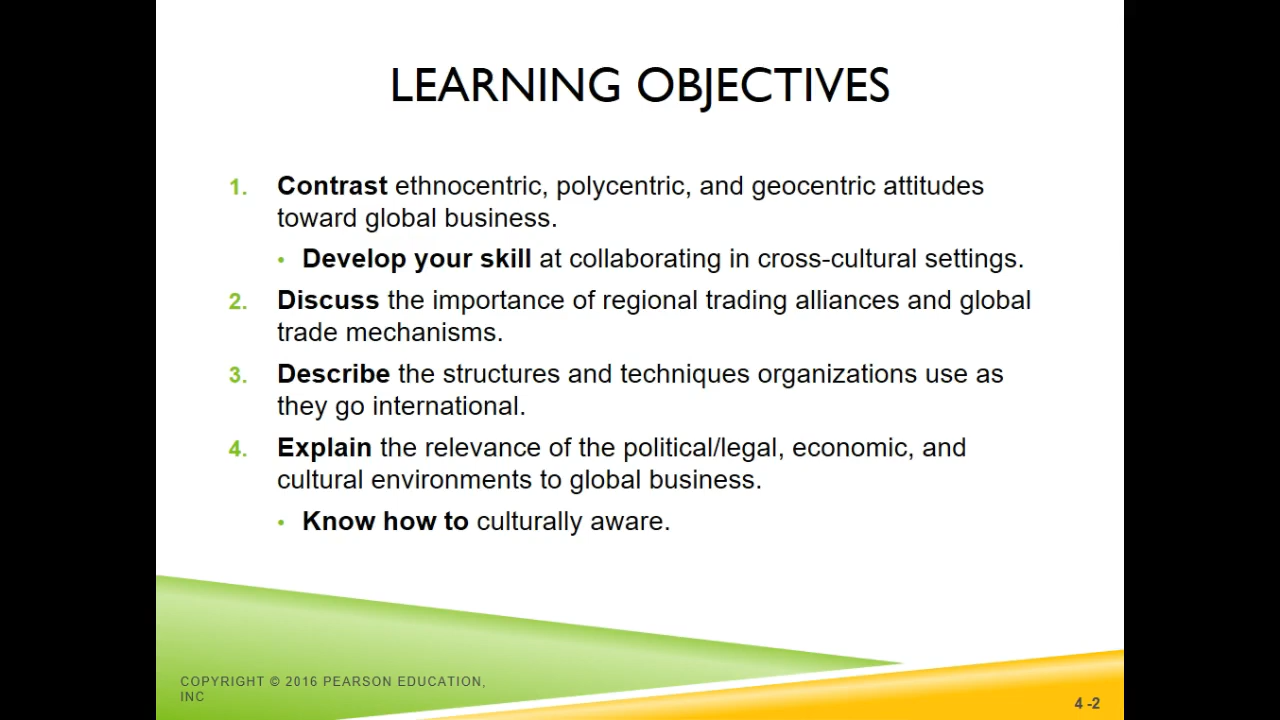 LEARNING OBJECTIVES
1. Contrast ethnocentric, polycentric, and geocentric attitudes
toward global business.
• Develop your skill at collaborating in cross-cultural settings.
2. Discuss the importance of regional trading alliances and global
trade mechanisms.
3. Describe the structures and techniques organizations use as
they go international.
4. Explain the relevance of the political/legal, economic, and
cultural environments to global business.
• Know how to culturally aware.
COPYRIGHT © 2016 PEARSON EDUCATION,
INC
4 -2